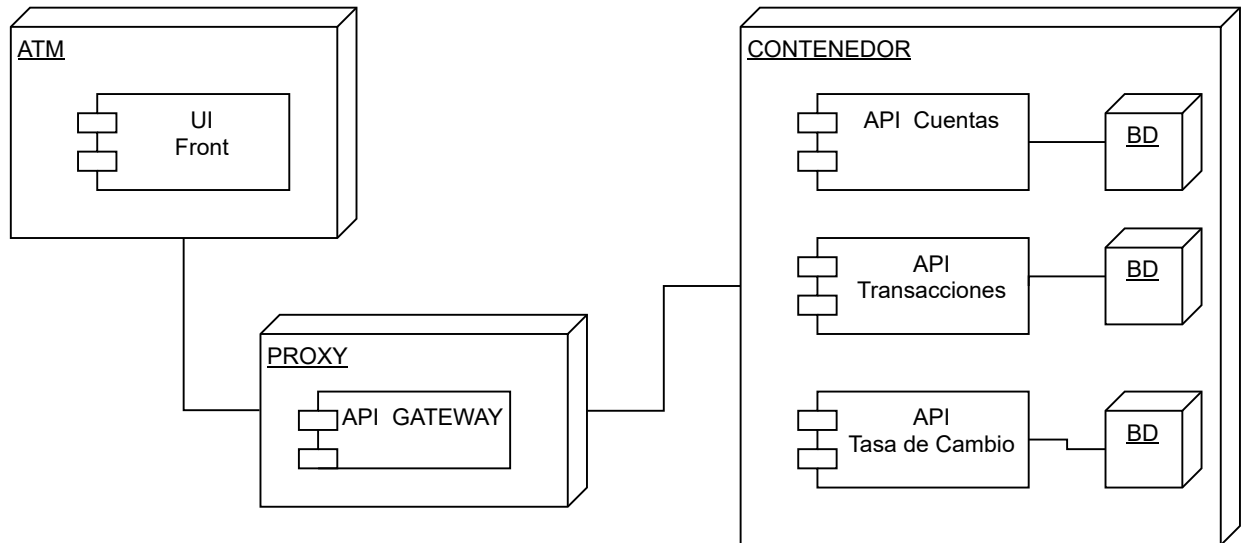 ATM
UI
Front
PROXY
API GATEWAY
CONTENEDOR
API Cuentas
BD
API
Transacciones
BD
API
Tasa de Cambio
BD